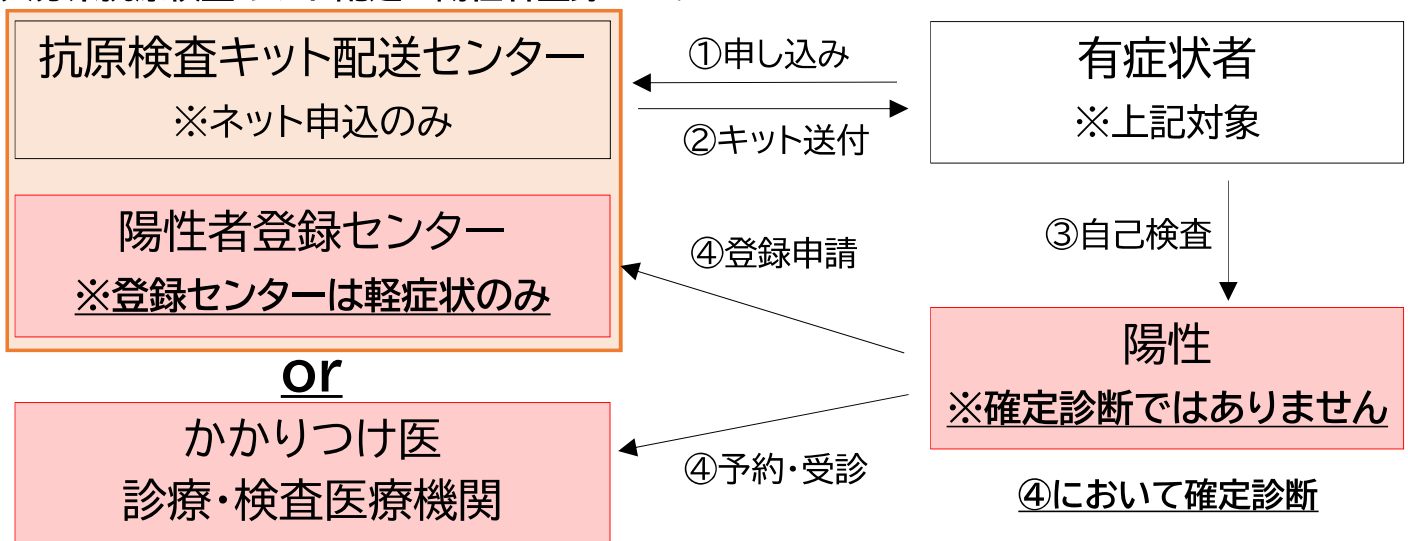 抗原検査キット配送センター
※ネット申込のみ
①申し込み
②キット送付
有症状者
※上記対象
③自己検査
陽性者登録センター
※登録センターは軽症状のみ
④登録申請
陽性
※確定診断ではありません
or
かかりつけ医
診療・検査医療機関
④予約・受診
④において確定診断